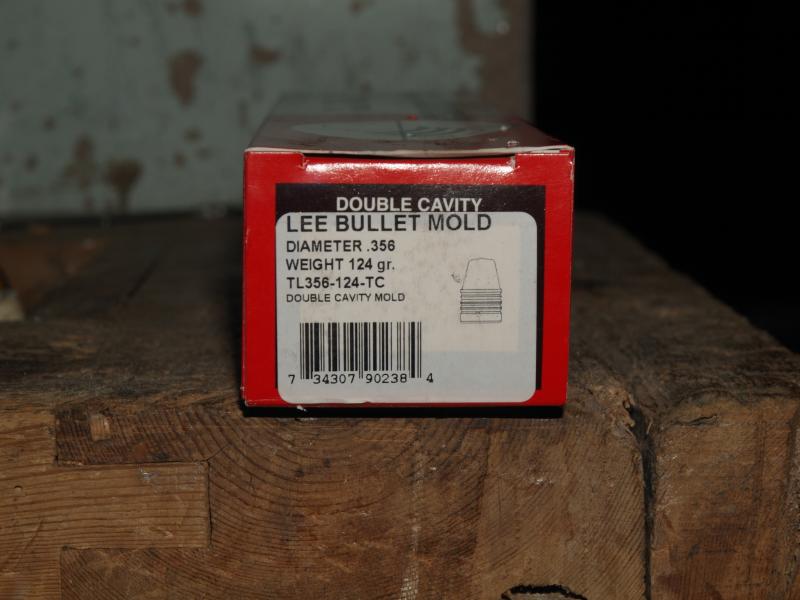 DOUBLE CAVITY
LEE BULLET MOLD
DIAMETER .356
WEIGHT 124 gr.
TL356-124-TC
DOUBLE CAVITY MOLD
7 34307 90238 4